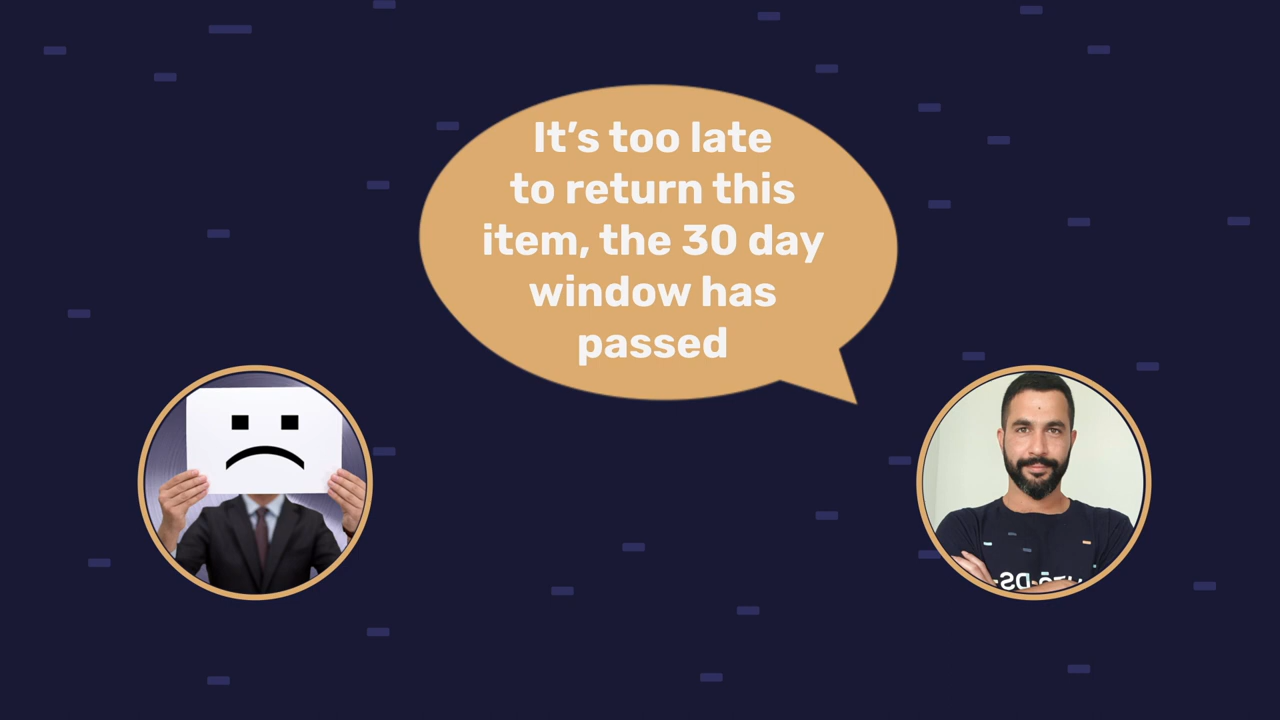 It’s too late
to return this
item, the 30 day
window has
passed